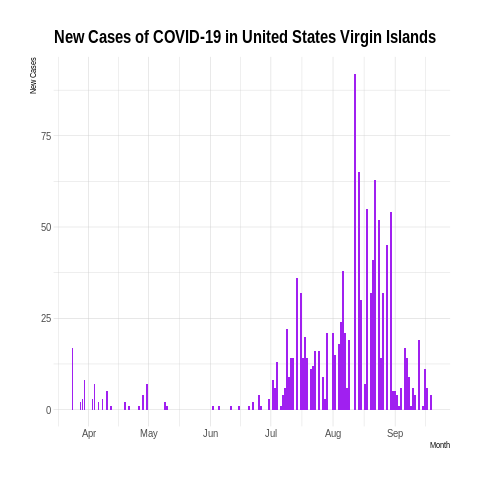 New Cases of COVID-19 in United States Virgin Islands
New Cases
75
50
25
0
Apr May Jun Jul Aug Sep
Month